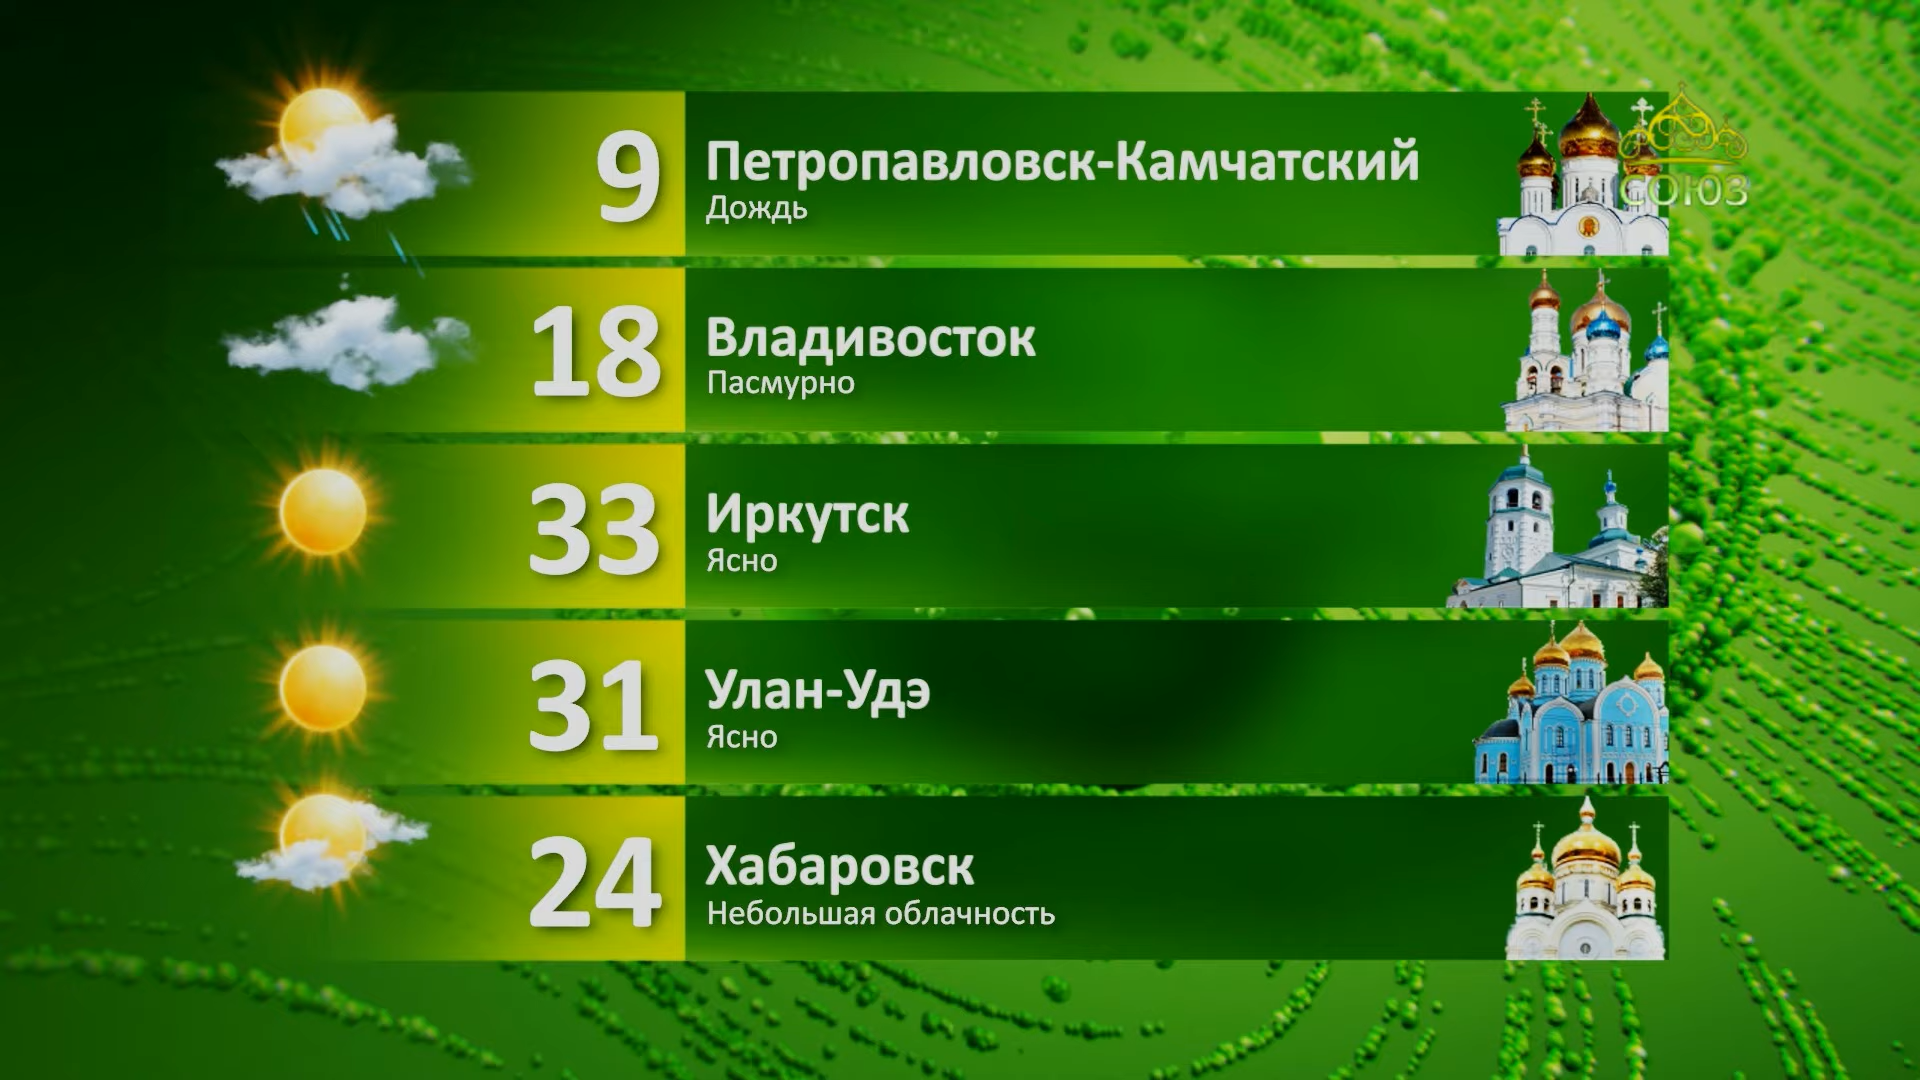 9
Петропавловск-Камчатский
Дождь
СОЮЗ
18
Владивосток
Пасмурно
33
Иркутск
Ясно
31
Улан-Удэ
Ясно
24
Хабаровск
Небольшая облачность